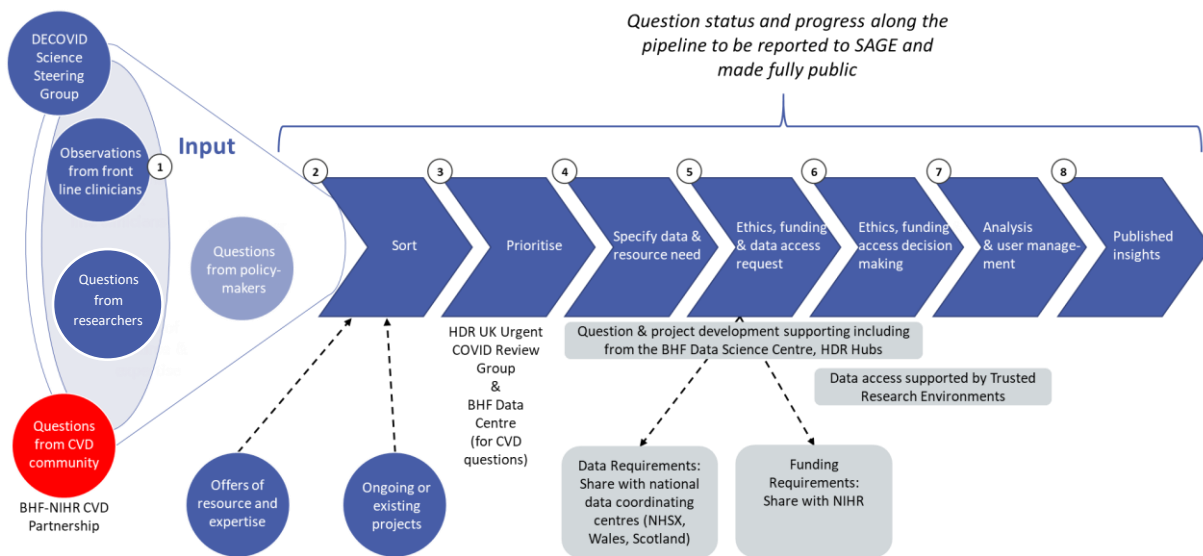 Question status and progress along the
pipeline to be reported to SAGE and
made fully public
DECOVID
Science
Steering
Group
Input
Observations
from front
line clinicians
1
Questions
from
researchers
Questions
from policy-
makers
Questions
from CVD
community
BHF-NIHR CVD
Partnership
2
Sort
3
Prioritise
4
Specify data &
resource need
5
Ethics, funding
& data access
request
6
Ethics, funding
access decision
making
7
Analysis
& user manage-
ment
8
Published
insights
Offers of
resource and
expertise
Ongoing or
existing
projects
HDR UK Urgent
COVID Review
Group
&
BHF Data
Centre
(for CVD
questions)
Question & project development supporting including
from the BHF Data Science Centre, HDR Hubs
Data access supported by Trusted
Research Environments
Data Requirements:
Share with national
data coordinating
centres (NHSX,
Wales, Scotland)
Funding
Requirements:
Share with NIHR